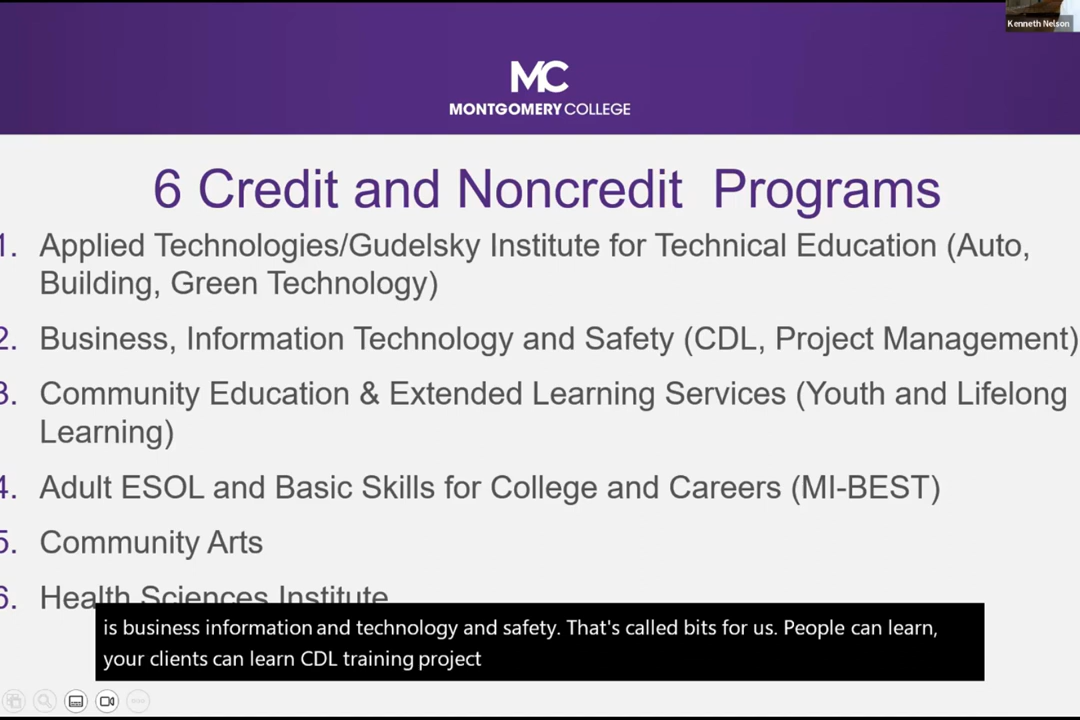 Kenneth Nelson
MC
MONTGOMERY COLLEGE
6 Credit and Noncredit Programs
1. Applied Technologies/Gudelsky Institute for Technical Education (Auto,
Building, Green Technology)
2. Business, Information Technology and Safety (CDL, Project Management)
3. Community Education & Extended Learning Services (Youth and Lifelong
Learning)
4. Adult ESOL and Basic Skills for College and Careers (MI-BEST)
5. Community Arts
6. Health Sciences Institute
is business information and technology and safety. That's called bits for us. People can learn,
your clients can learn CDL training project